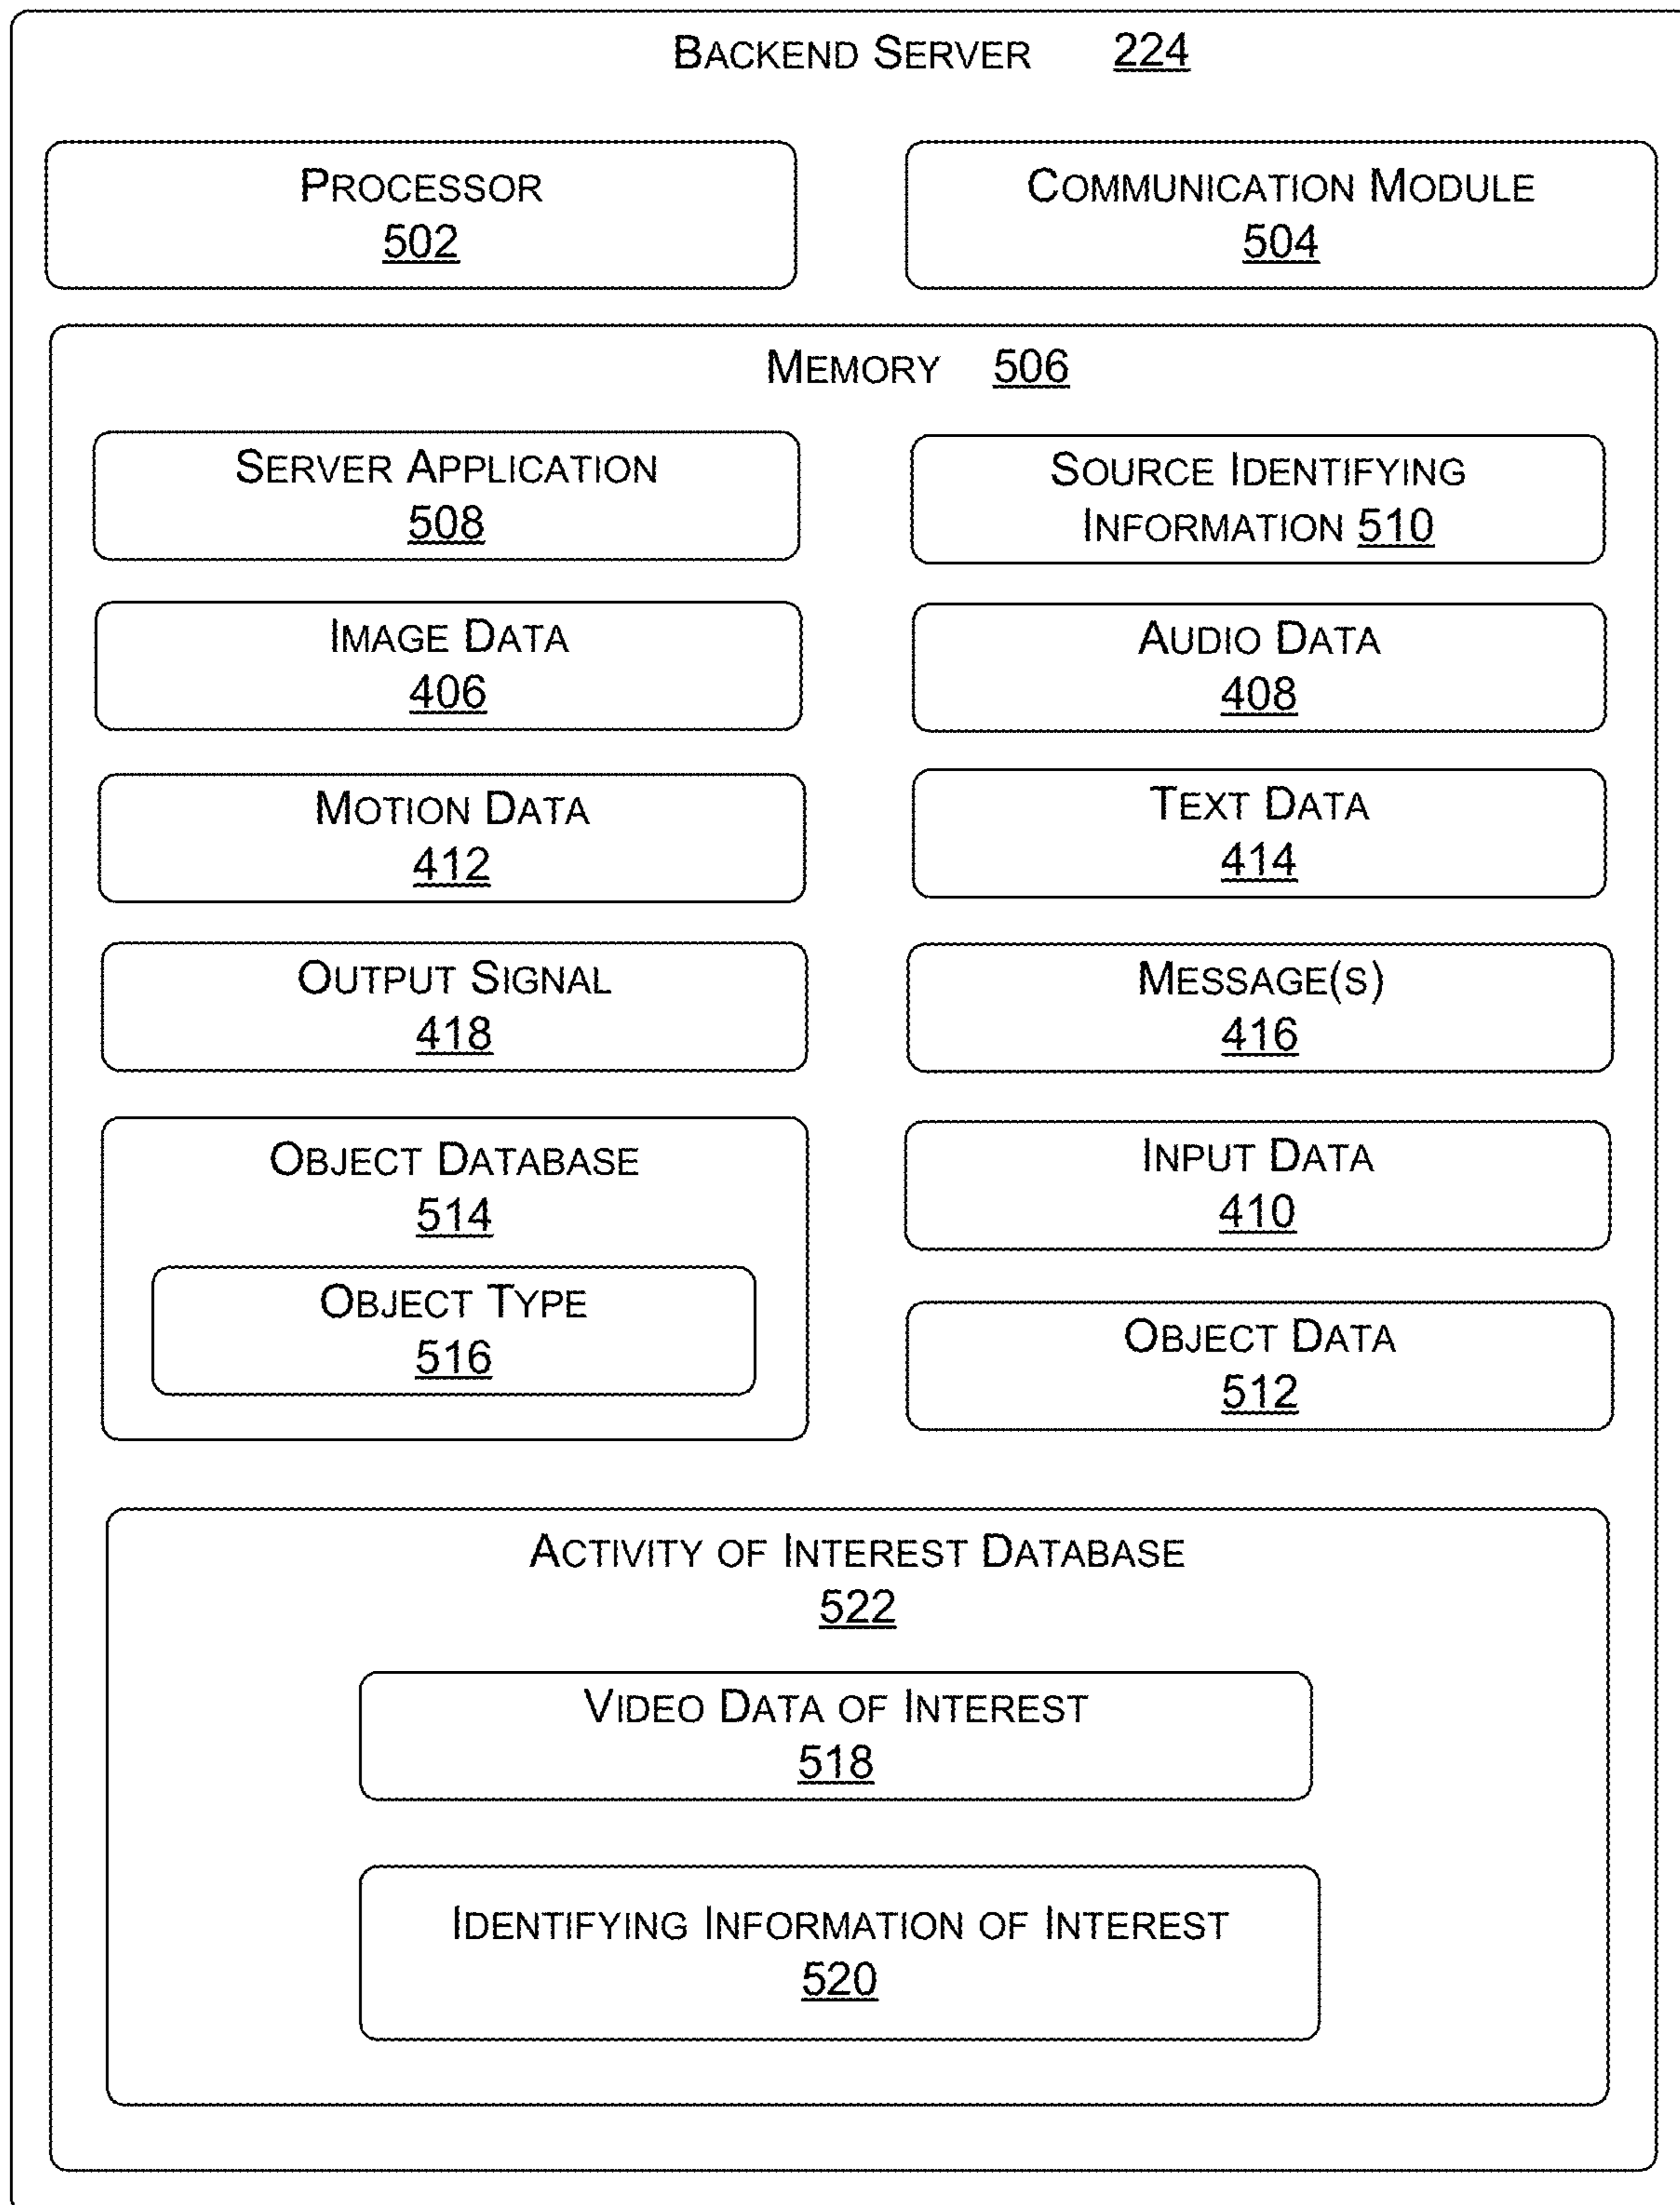 BACKEND SERVER 224
PROCESSOR
502
COMMUNICATION MODULE
504
MEMORY 506
SERVER APPLICATION
508
SOURCE IDENTIFYING
INFORMATION 510
IMAGE DATA
406
AUDIO DATA
408
MOTION DATA
412
TEXT DATA
414
OUTPUT SIGNAL
418
MESSAGE(S)
416
OBJECT DATABASE
514
OBJECT TYPE
516
INPUT DATA
410
OBJECT DATA
512
ACTIVITY OF INTEREST DATABASE
522
VIDEO DATA OF INTEREST
518
IDENTIFYING INFORMATION OF INTEREST
520